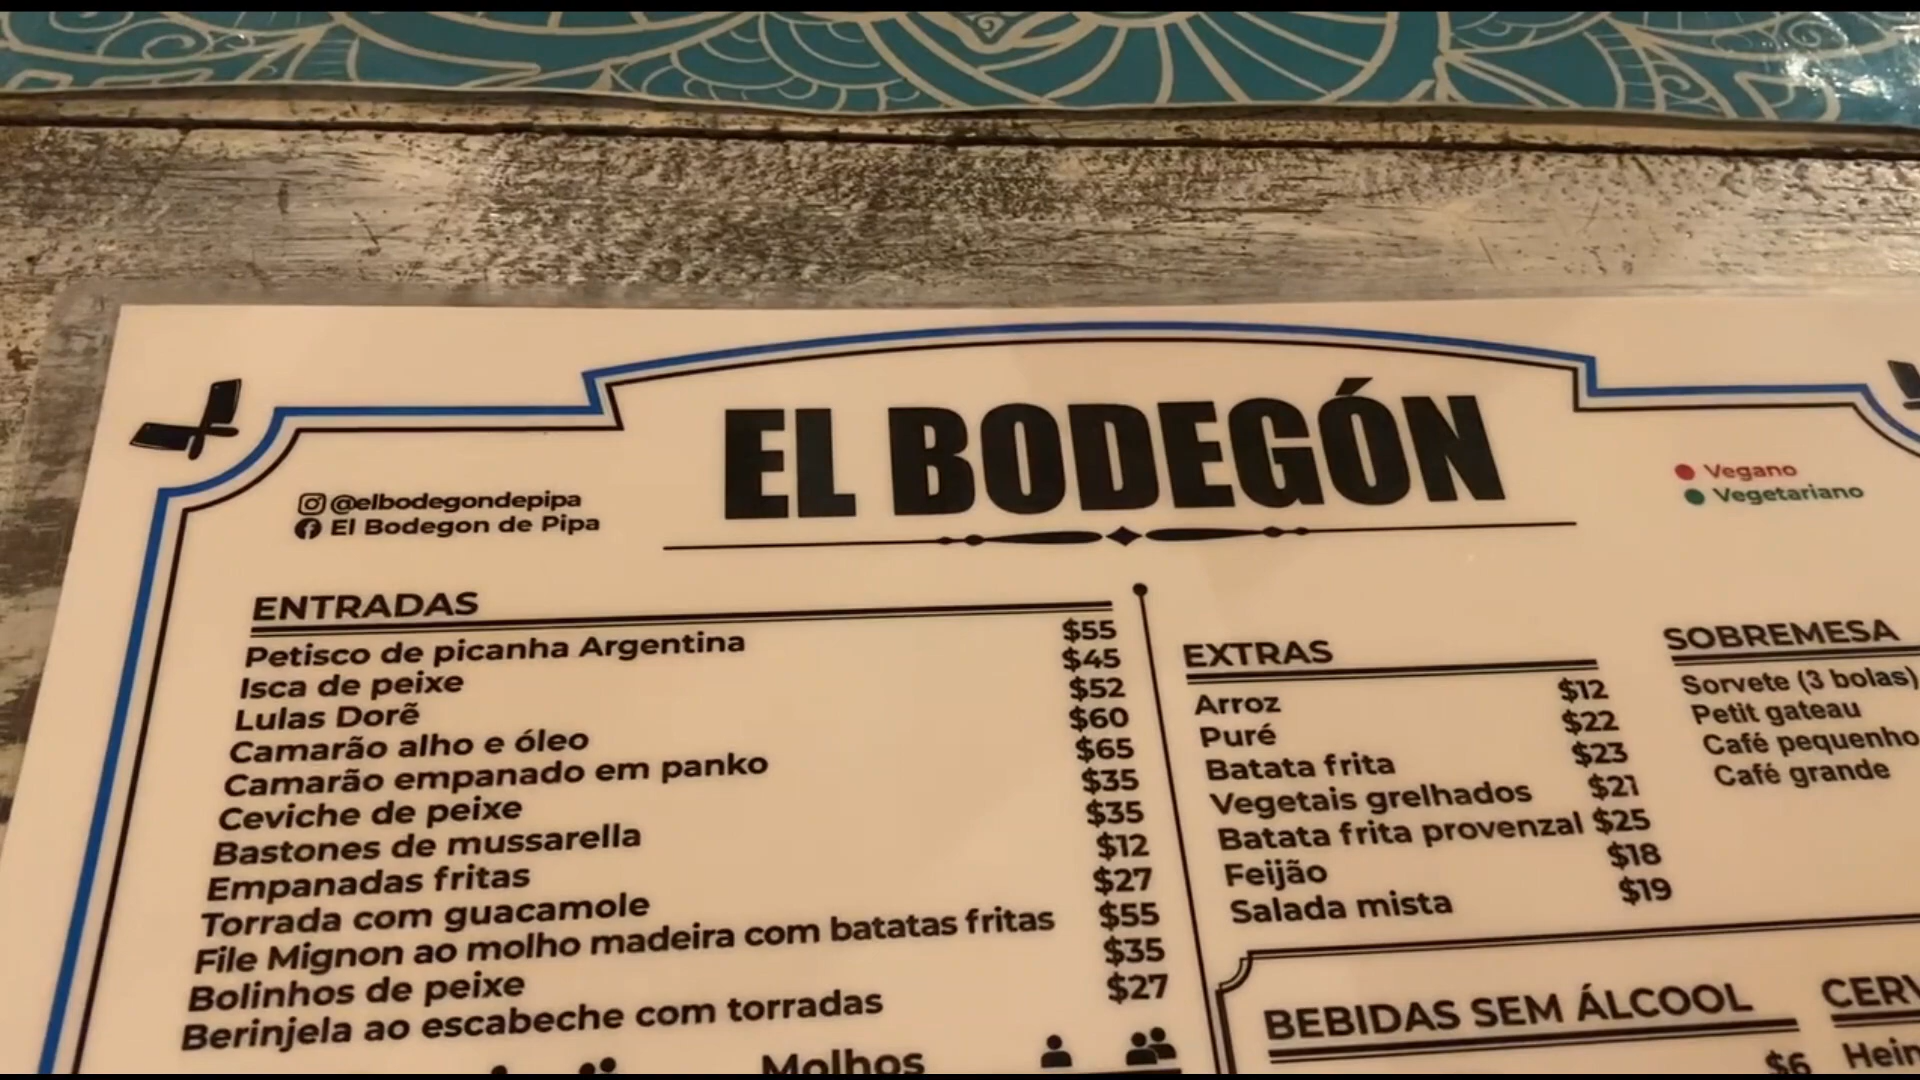 EL BODEGÓN
@elbodegondepipa
El Bodegon de Pipa
Vegano
Vegetariano
ENTRADAS
Petisco de picanha Argentina $55
Isca de peixe $45
Lulas Dorẽ $52
Camarão alho e óleo $60
Camarão empanado em panko $65
Ceviche de peixe $35
Bastones de mussarella $35
Empanadas fritas $12
Torrada com guacamole $27
File Mignon ao molho madeira com batatas fritas $55
Bolinhos de peixe $35
Berinjela ao escabeche com torradas $27
Molhos
EXTRAS
Arroz $12
Puré $22
Batata frita $23
Vegetais grelhados $21
Batata frita provenzal $25
Feijão $18
Salada mista $19
SOBREMESA
Sorvete (3 bolas)
Petit gateau
Café pequenho
Café grande
BEBIDAS SEM ÁLCOOL
$6
CERV
Hein